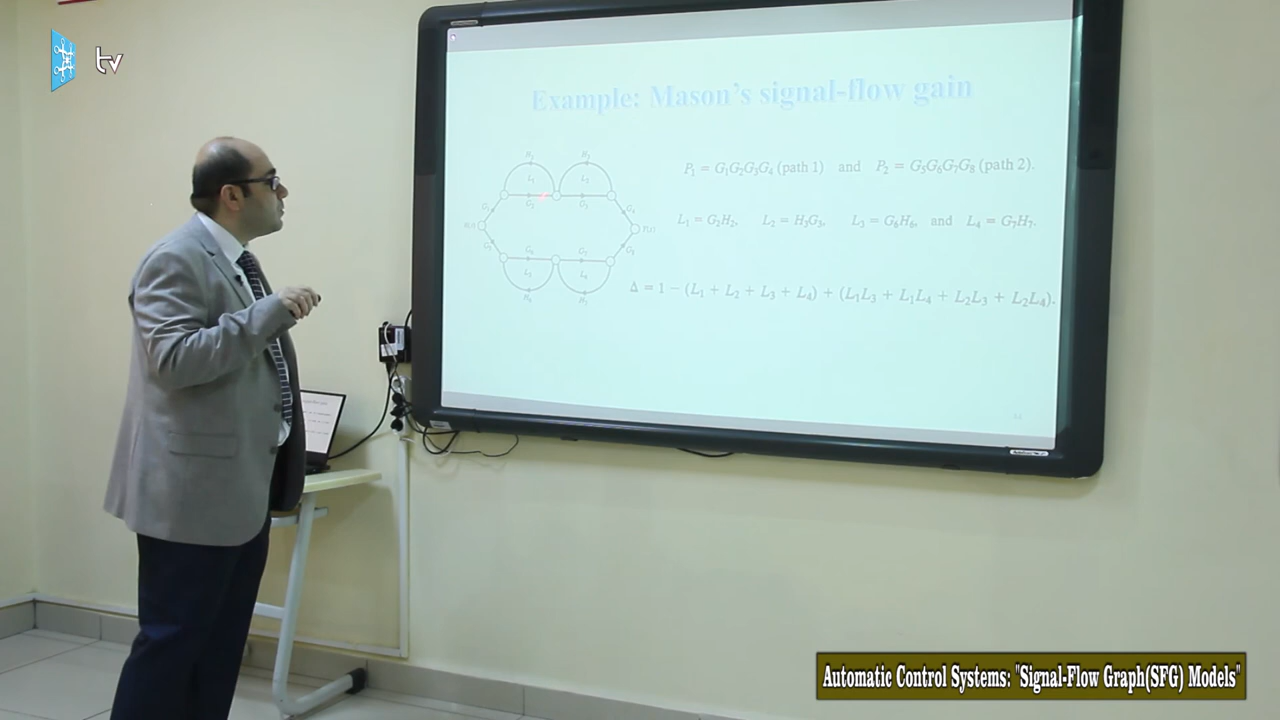 tv
Example: Mason's signal-flow gain
P₁ = G₁G₂G₃G₄ (path 1) and P₂ = G₅G₆G₇G₈ (path 2).
L₁ = G₂H₂, L₂ = H₃G₃, L₃ = G₆H₆, and L₄ = G₇H₇.
Δ = 1 − (L₁ + L₂ + L₃ + L₄) + (L₁L₃ + L₁L₄ + L₂L₃ + L₂L₄).
Automatic Control Systems: "Signal-Flow Graph(SFG) Models"